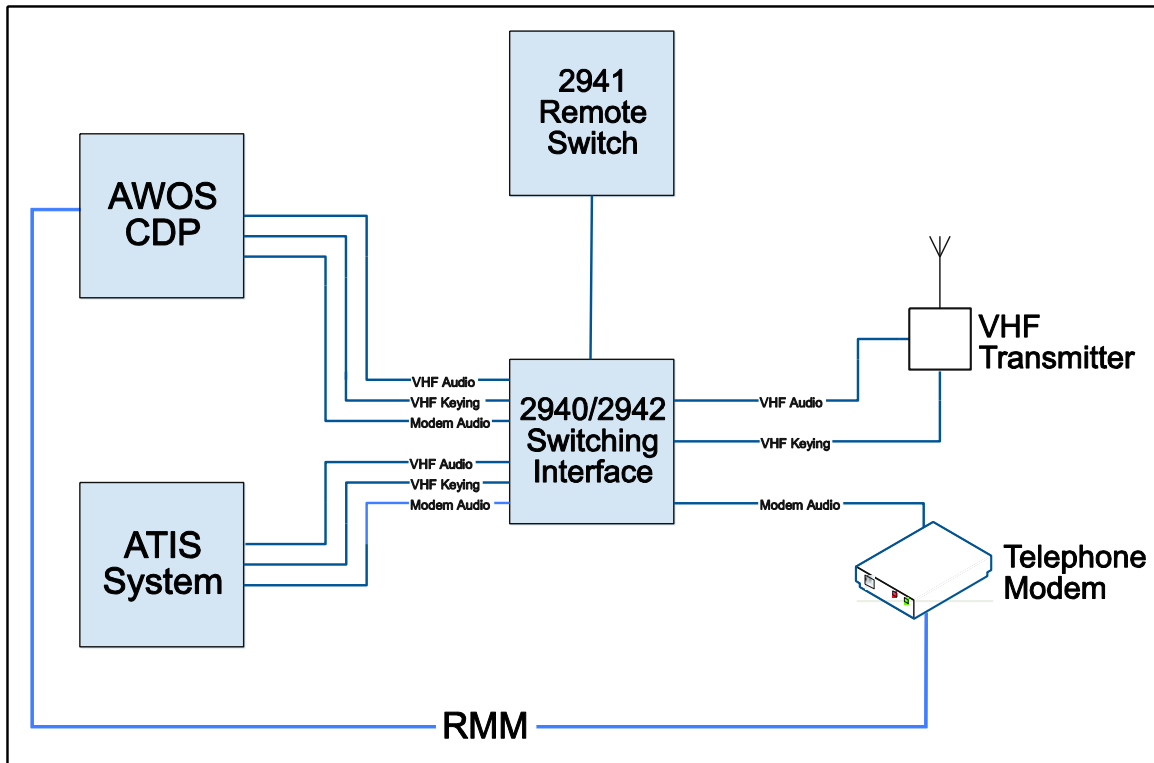 2941
Remote
Switch
AWOS
CDP
VHF
Transmitter
VHF Audio
VHF Keying
Modem Audio
2940/2942
Switching
Interface
VHF Audio
VHF Keying
VHF Audio
VHF Keying
Modem Audio
Modem Audio
ATIS
System
Telephone
Modem
RMM